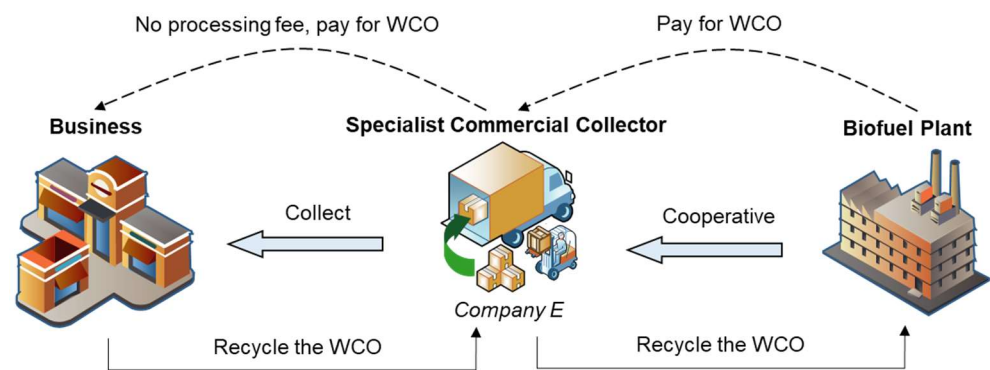 No processing fee, pay for WCO
Pay for WCO
Business
Specialist Commercial Collector
Biofuel Plant
Collect
Cooperative
Company E
Recycle the WCO
Recycle the WCO